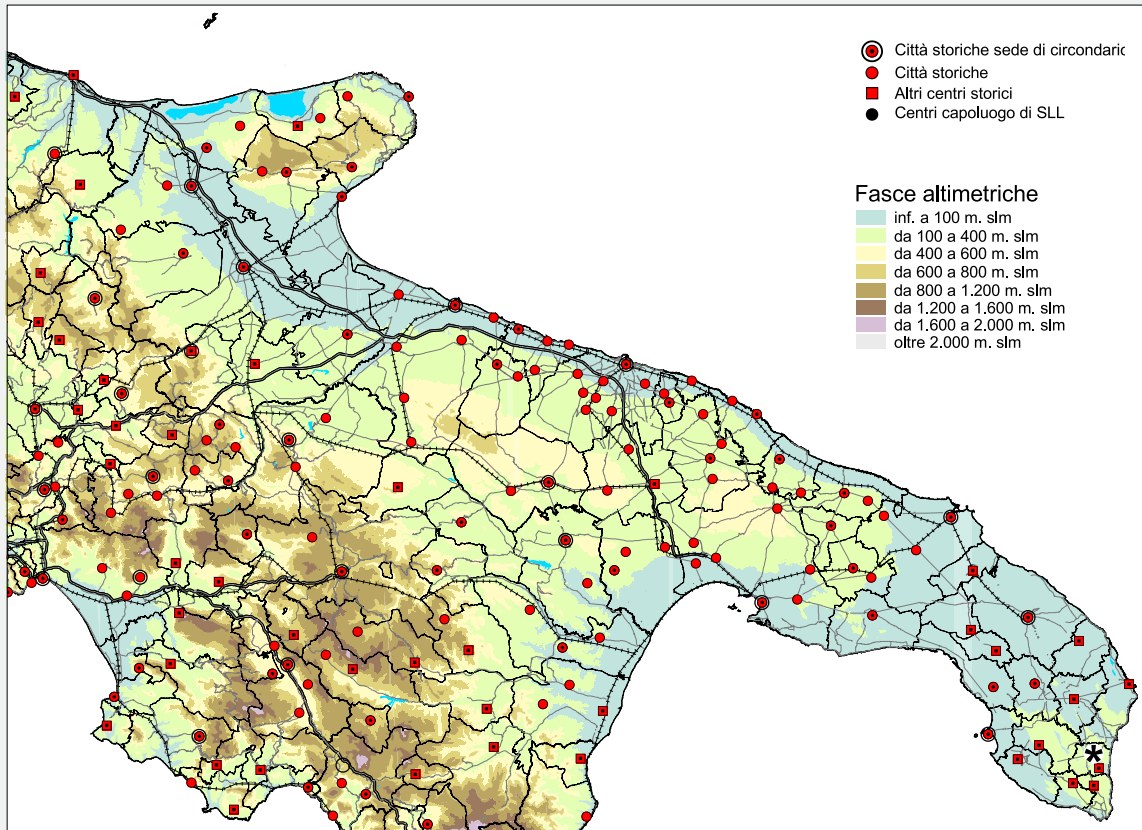 Città storiche sede di circondaric
Città storiche
Altri centri storici
Centri capoluogo di SLL
Fasce altimetriche
inf. a 100 m. slm
da 100 a 400 m. slm
da 400 a 600 m. slm
da 600 a 800 m. slm
da 800 a 1.200 m. slm
da 1.200 a 1.600 m. slm
da 1.600 a 2.000 m. slm
oltre 2.000 m. slm
*